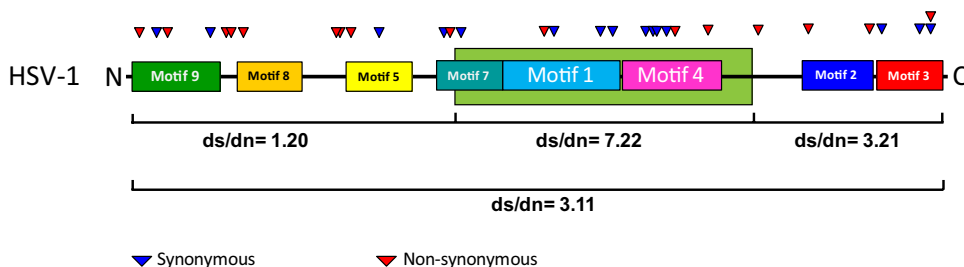 HSV-1 N Motif 9 Motif 8 Motif 5 Motif 7 Motif 1 Motif 4 Motif 2 Motif 3 C
ds/dn= 1.20 ds/dn= 7.22 ds/dn= 3.21
ds/dn= 3.11
Synonymous Non-synonymous